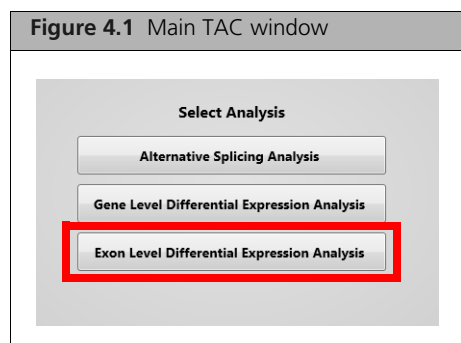 Figure 4.1 Main TAC window
Select Analysis
Alternative Splicing Analysis
Gene Level Differential Expression Analysis
Exon Level Differential Expression Analysis